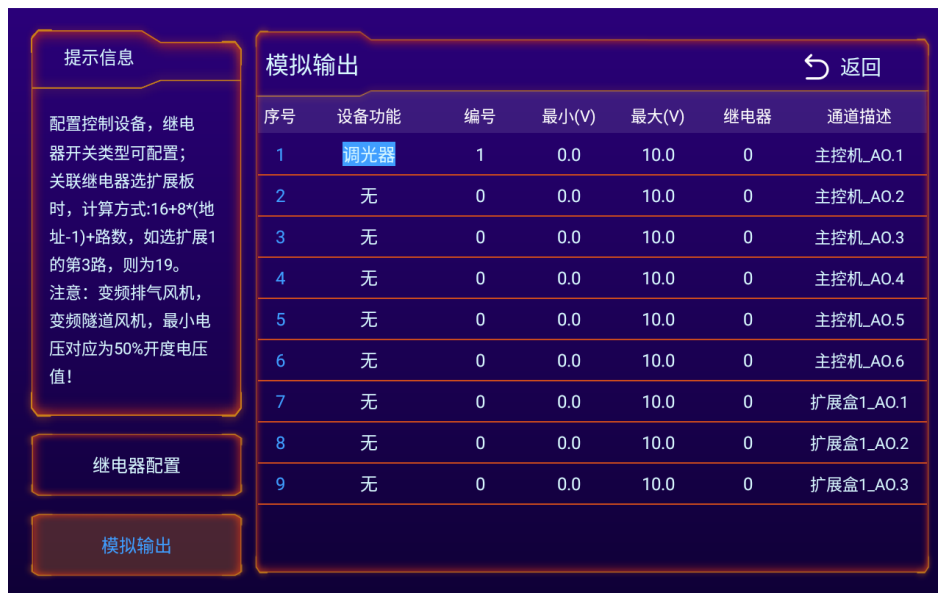 提示信息
配置控制设备，继电
器开关类型可配置；
关联继电器选扩展板
时，计算方式:16+8*(地
址-1)+路数，如选扩展1
的第3路，则为19。
注意：变频排气风机，
变频隧道风机，最小电
压对应为50%开度电压
值！
继电器配置
模拟输出
模拟输出 返回
序号 设备功能 编号 最小(V) 最大(V) 继电器 通道描述
1 调光器 1 0.0 10.0 0 主控机_AO.1
2 无 0 0.0 10.0 0 主控机_AO.2
3 无 0 0.0 10.0 0 主控机_AO.3
4 无 0 0.0 10.0 0 主控机_AO.4
5 无 0 0.0 10.0 0 主控机_AO.5
6 无 0 0.0 10.0 0 主控机_AO.6
7 无 0 0.0 10.0 0 扩展盒1_AO.1
8 无 0 0.0 10.0 0 扩展盒1_AO.2
9 无 0 0.0 10.0 0 扩展盒1_AO.3